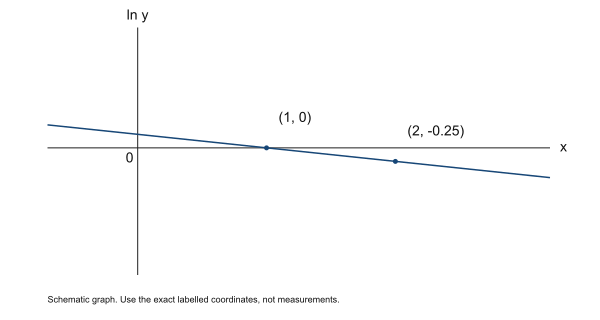 ln y
(1, 0)
(2, -0.25)
x
0
Schematic graph. Use the exact labelled coordinates, not measurements.